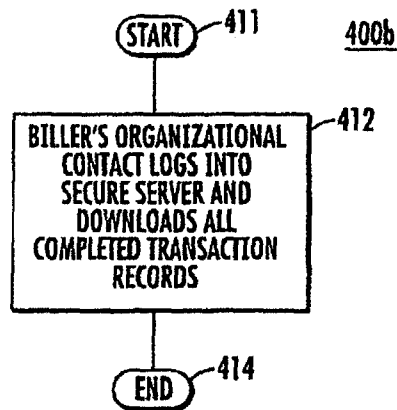 START 411
400b
412
BILLER'S ORGANIZATIONAL
CONTACT LOGS INTO
SECURE SERVER AND
DOWNLOADS ALL
COMPLETED TRANSACTION
RECORDS
END 414